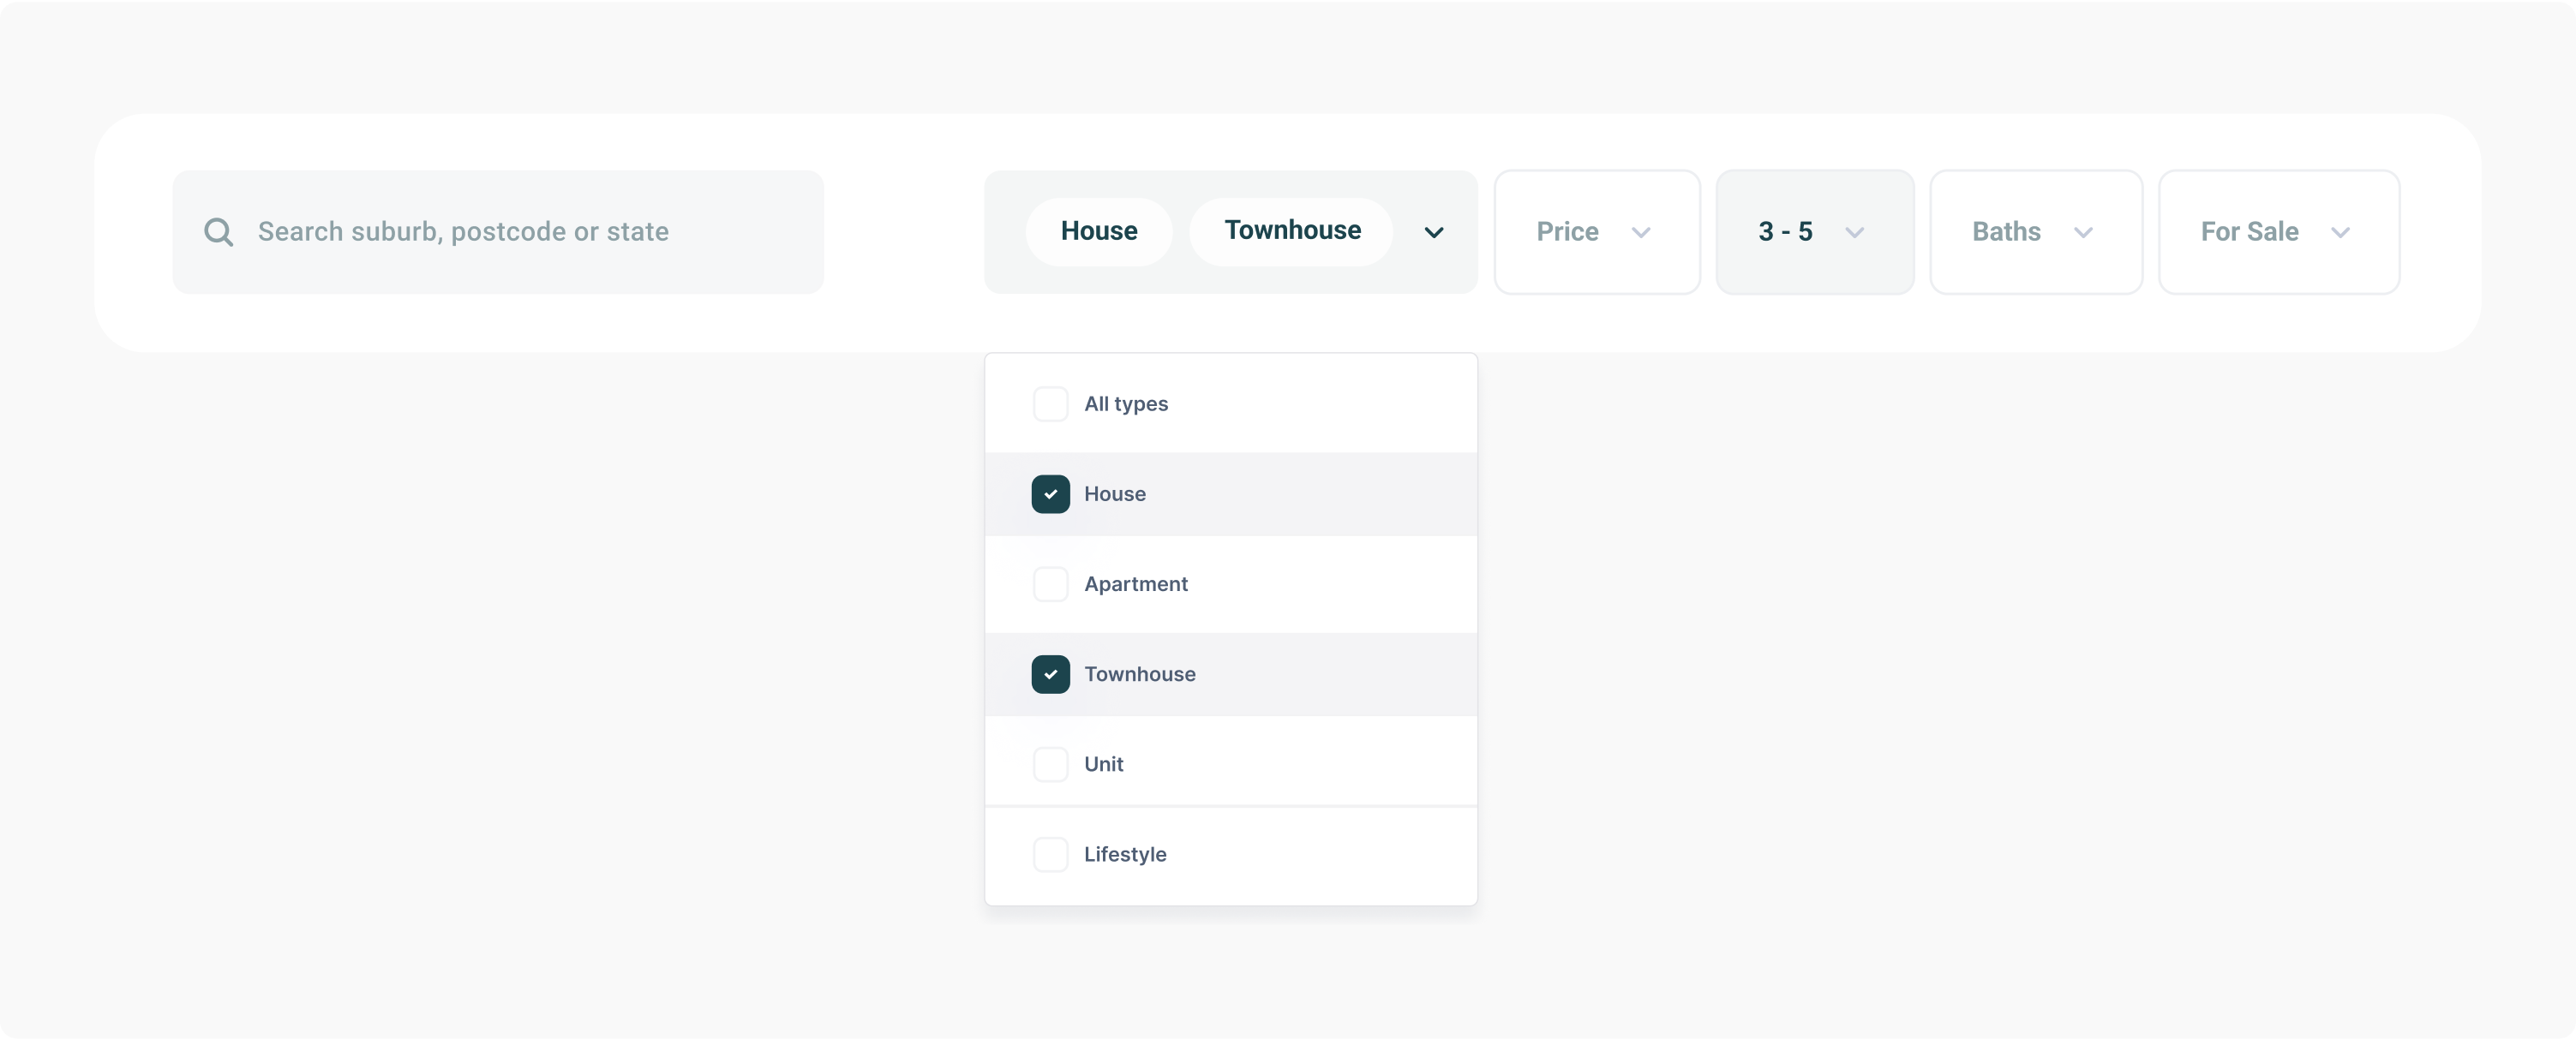 Search suburb, postcode or state
House
Townhouse
Price
3 - 5
Baths
For Sale
All types
House
Apartment
Townhouse
Unit
Lifestyle